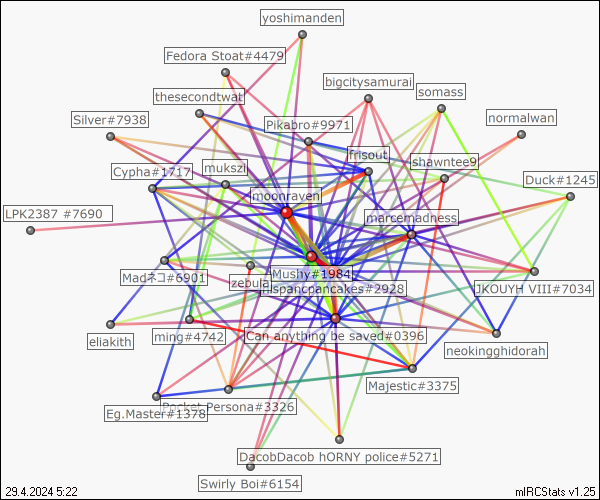 yoshimanden
Fedora Stoat#4479
bigcitysamurai
somass
thesecondtwat
Silver#7938
Pikabro#9971
normalwan
frisout
shawntee9
Cypha#1717
mukszi
Duck#1245
moonraven
LPK2387 #7690
marcemadness
Mushy#1984
Madネコ#6901
zebula
hispancpancakes#2928
JKOUYH VIII#7034
eliakith
ming#4742
Can anything be saved#0396
neokingghidorah
Majestic#3375
Pocket Persona#3326
Eg.Master#1378
DacobDacob hORNY police#5271
Swirly Boi#6154
29.4.2024 5:22
mIRCStats v1.25